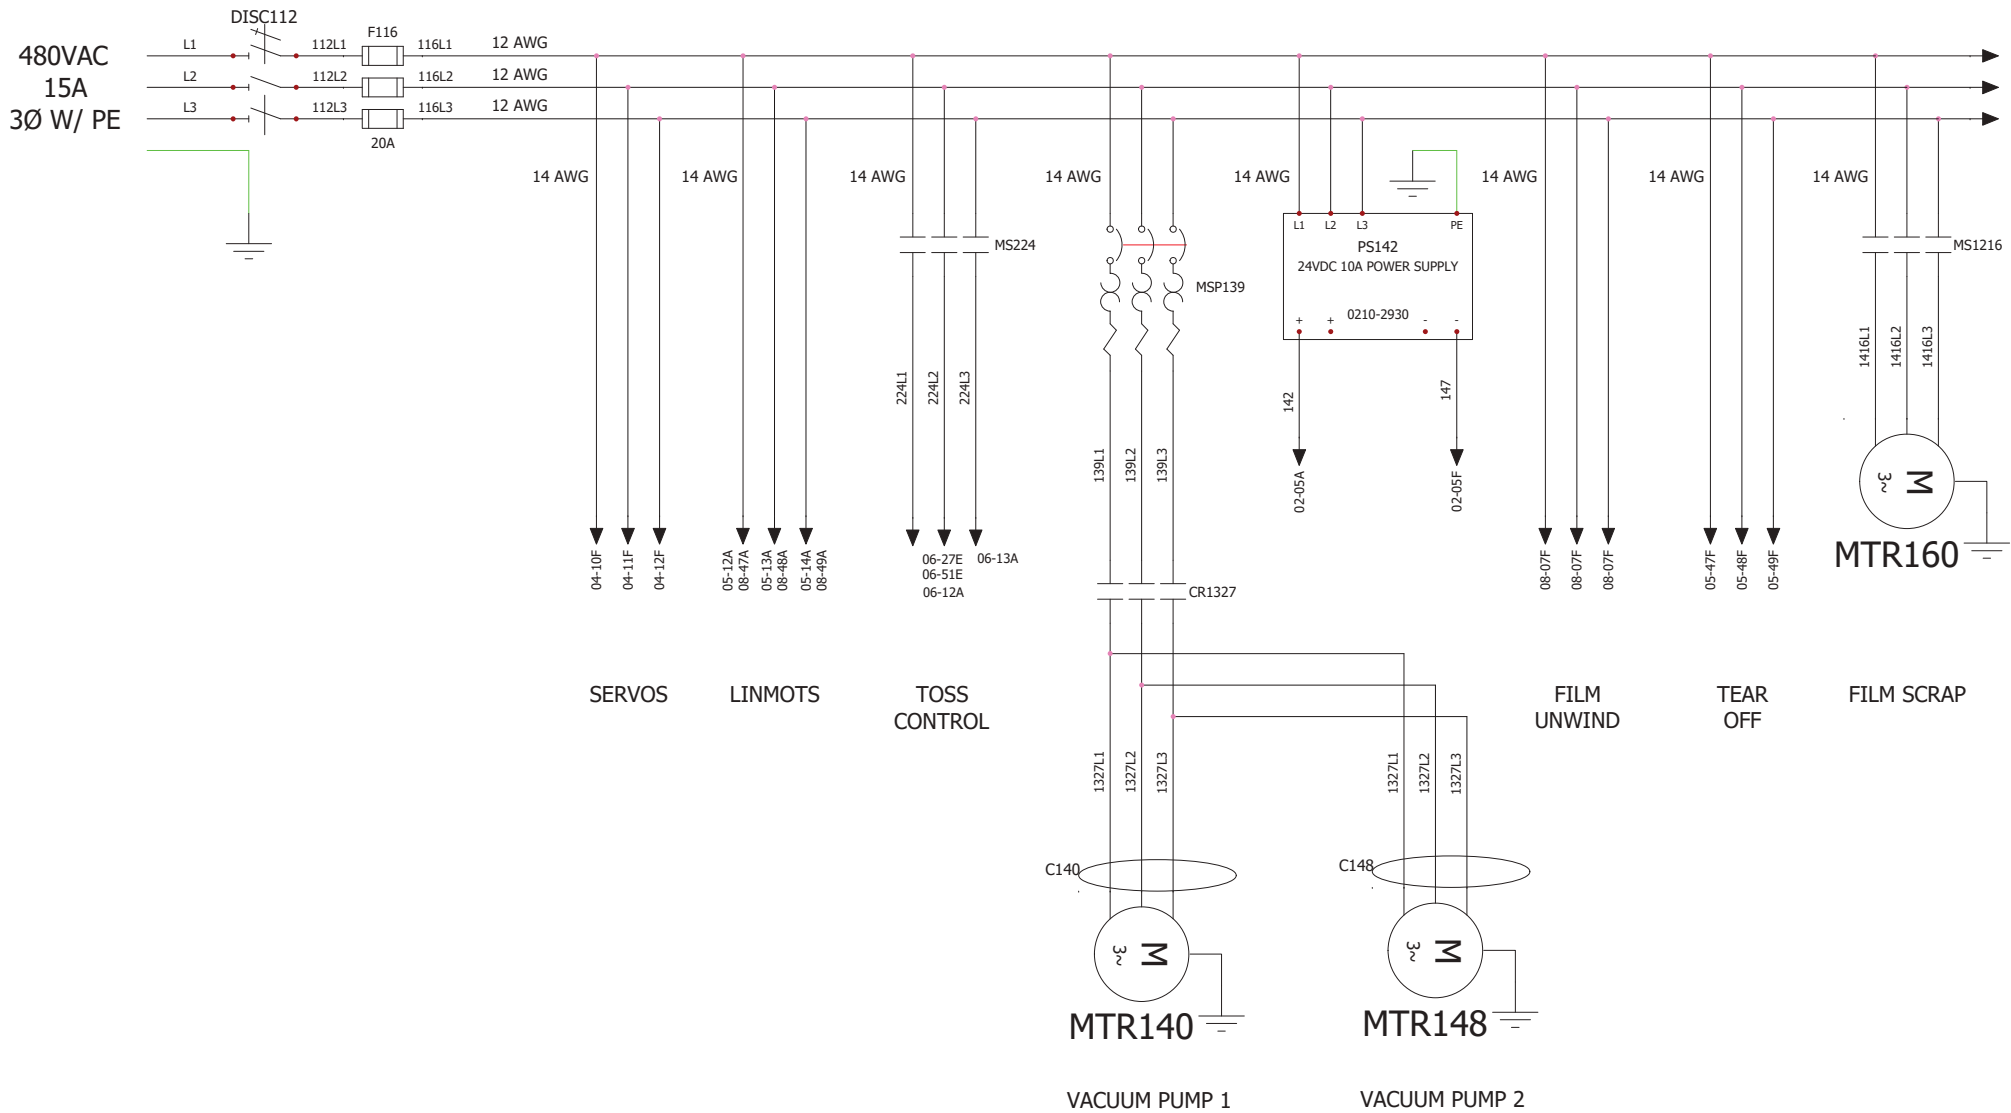 DISC112
480VAC
15A
3Ø W/ PE
L1
L2
L3
112L1
112L2
112L3
F116
20A
116L1
116L2
116L3
12 AWG
12 AWG
12 AWG
14 AWG
14 AWG
14 AWG
14 AWG
14 AWG
14 AWG
14 AWG
14 AWG
MS224
MSP139
L1
L2
L3
PE
PS142
24VDC 10A POWER SUPPLY
0210-2930
+
+
-
-
MS1216
224L1
224L2
224L3
142
147
1416L1
1416L2
1416L3
139L1
139L2
139L3
02-05A
02-05F
M
3~
MTR160
04-10F
04-11F
04-12F
05-12A
08-47A
05-13A
08-48A
05-14A
08-49A
06-27E
06-51E
06-12A
06-13A
08-07F
08-07F
08-07F
05-47F
05-48F
05-49F
CR1327
SERVOS
LINMOTS
TOSS
CONTROL
FILM
UNWIND
TEAR
OFF
FILM SCRAP
1327L1
1327L2
1327L3
1327L1
1327L2
1327L3
C140
C148
M
3~
M
3~
MTR140
MTR148
VACUUM PUMP 1
VACUUM PUMP 2